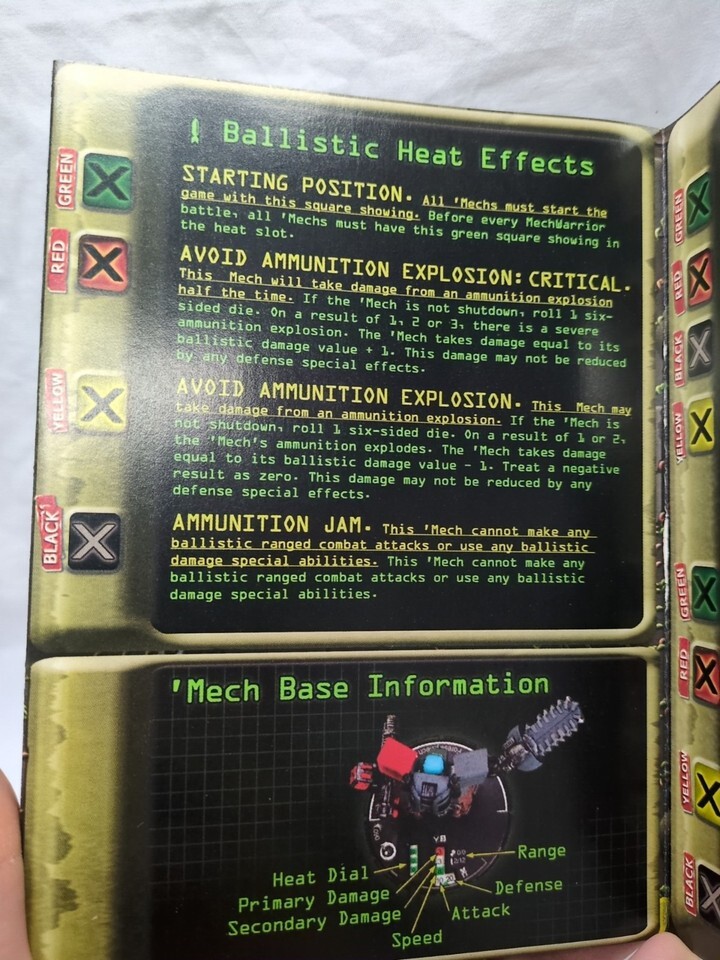 Ballistic Heat Effects
GREEN
STARTING POSITION. All 'Mechs must start the
game with this square showing. Before every MechWarrior
battle, all 'Mechs must have this green square showing in
the heat slot.
RED
AVOID AMMUNITION EXPLOSION: CRITICAL.
This Mech will take damage from an ammunition explosion
half the time. If the 'Mech is not shutdown, roll 1 six-
sided die. On a result of 1, 2 or 3, there is a severe
ammunition explosion. The 'Mech takes damage equal to its
ballistic damage value + 1. This damage may not be reduced
by any defense special effects.
YELLOW
AVOID AMMUNITION EXPLOSION. This Mech may
take damage from an ammunition explosion. If the 'Mech is
not shutdown, roll 1 six-sided die. On a result of 1 or 2,
the 'Mech's ammunition explodes. The 'Mech takes damage
equal to its ballistic damage value - 1. Treat a negative
result as zero. This damage may not be reduced by any
defense special effects.
BLACK
AMMUNITION JAM. This 'Mech cannot make any
ballistic ranged combat attacks or use any ballistic
damage special abilities. This 'Mech cannot make any
ballistic ranged combat attacks or use any ballistic
damage special abilities.
'Mech Base Information
Heat Dial
Primary Damage
Secondary Damage
Speed
Attack
Defense
Range
GREEN
RED
BLACK
YELLOW
GREEN
RED
YELLOW
BLACK